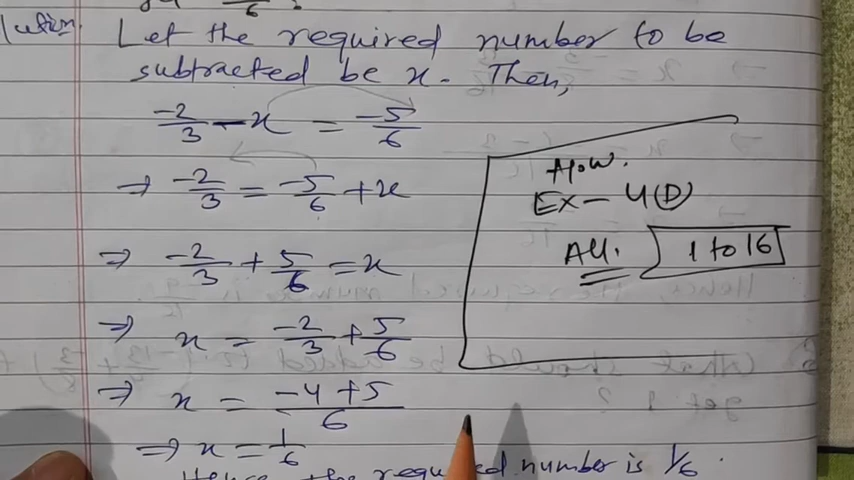 lution.
Let the required number to be
subtracted be x. Then,
-2/3 - x = -5/6
⇒ -2/3 = -5/6 + x
⇒ -2/3 + 5/6 = x
⇒ x = -2/3 + 5/6
⇒ x = -4 + 5/6
⇒ x = 1/6
Hence the required number is 1/6.
H.W.
EX - 4(D)
All. 1 to 16